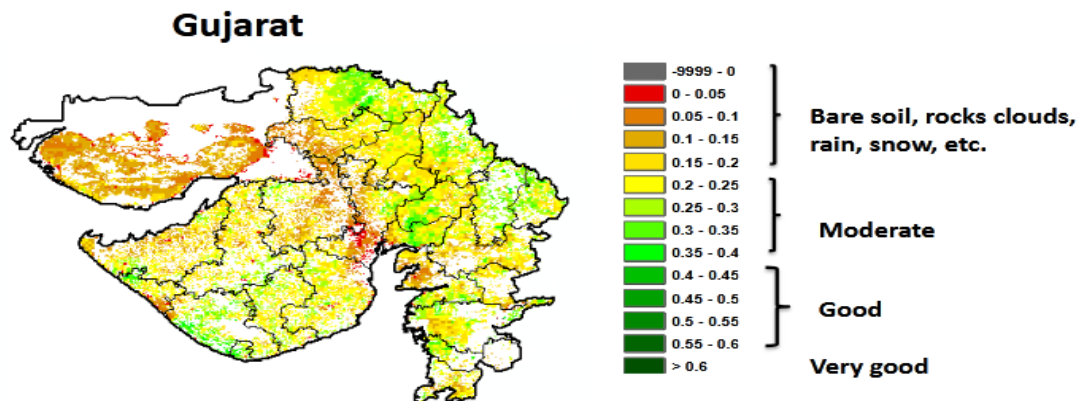 Gujarat
-9999 - 0
0 - 0.05
0.05 - 0.1
0.1 - 0.15
0.15 - 0.2
0.2 - 0.25
0.25 - 0.3
0.3 - 0.35
0.35 - 0.4
0.4 - 0.45
0.45 - 0.5
0.5 - 0.55
0.55 - 0.6
> 0.6
Bare soil, rocks clouds,
rain, snow, etc.
Moderate
Good
Very good